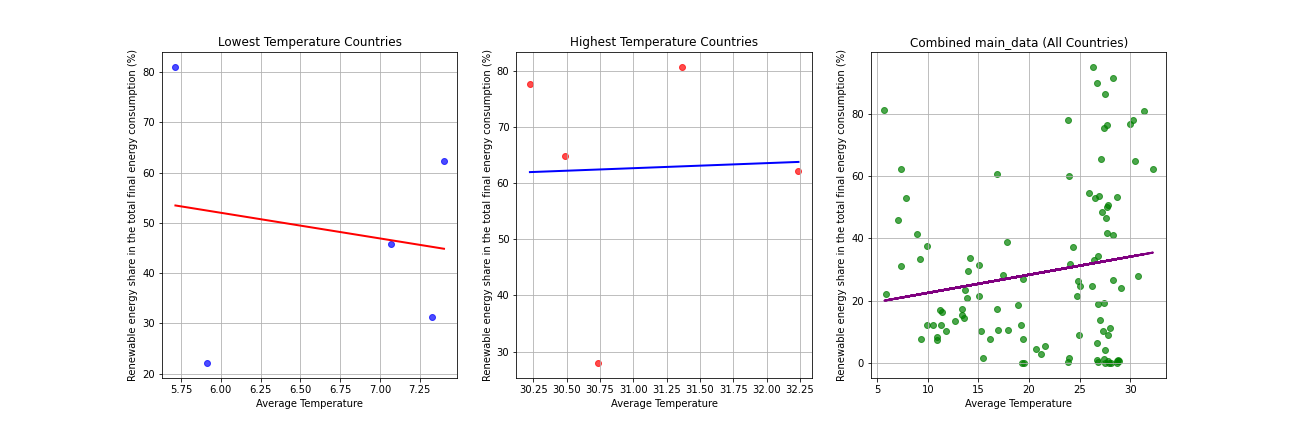 Lowest Temperature Countries
Renewable energy share in the total final energy consumption (%)
80
70
60
50
40
30
20
5.75 6.00 6.25 6.50 6.75 7.00 7.25
Average Temperature
Highest Temperature Countries
Renewable energy share in the total final energy consumption (%)
80
70
60
50
40
30
30.25 30.50 30.75 31.00 31.25 31.50 31.75 32.00 32.25
Average Temperature
Combined main_data (All Countries)
Renewable energy share in the total final energy consumption (%)
80
60
40
20
0
5 10 15 20 25 30
Average Temperature